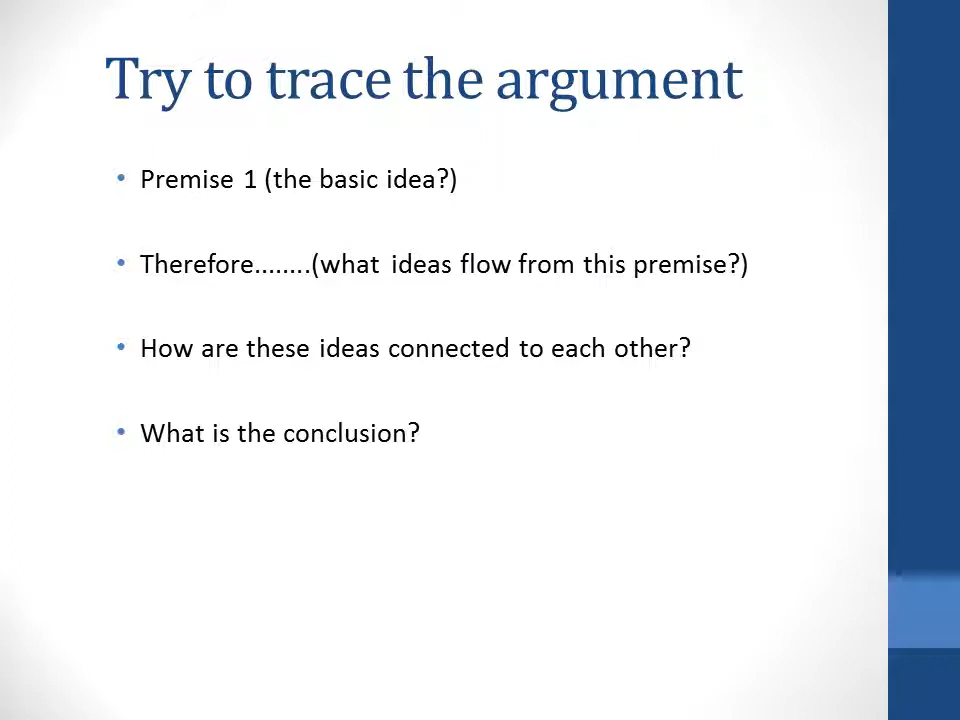 Try to trace the argument
• Premise 1 (the basic idea?)
• Therefore........(what ideas flow from this premise?)
• How are these ideas connected to each other?
• What is the conclusion?